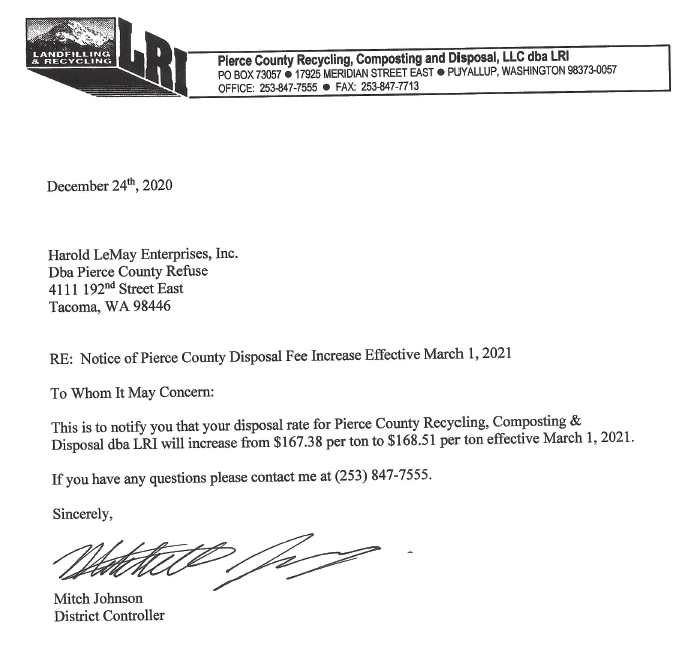 LANDFILLING
& RECYCLING
LRI
Pierce County Recycling, Composting and Disposal, LLC dba LRI
PO BOX 73057 ● 17925 MERIDIAN STREET EAST ● PUYALLUP, WASHINGTON 98373-0057
OFFICE: 253-847-7555 ● FAX: 253-847-7713
December 24th, 2020
Harold LeMay Enterprises, Inc.
Dba Pierce County Refuse
4111 192nd Street East
Tacoma, WA 98446
RE: Notice of Pierce County Disposal Fee Increase Effective March 1, 2021
To Whom It May Concern:
This is to notify you that your disposal rate for Pierce County Recycling, Composting &
Disposal dba LRI will increase from $167.38 per ton to $168.51 per ton effective March 1, 2021.
If you have any questions please contact me at (253) 847-7555.
Sincerely,
Mitch Johnson
District Controller